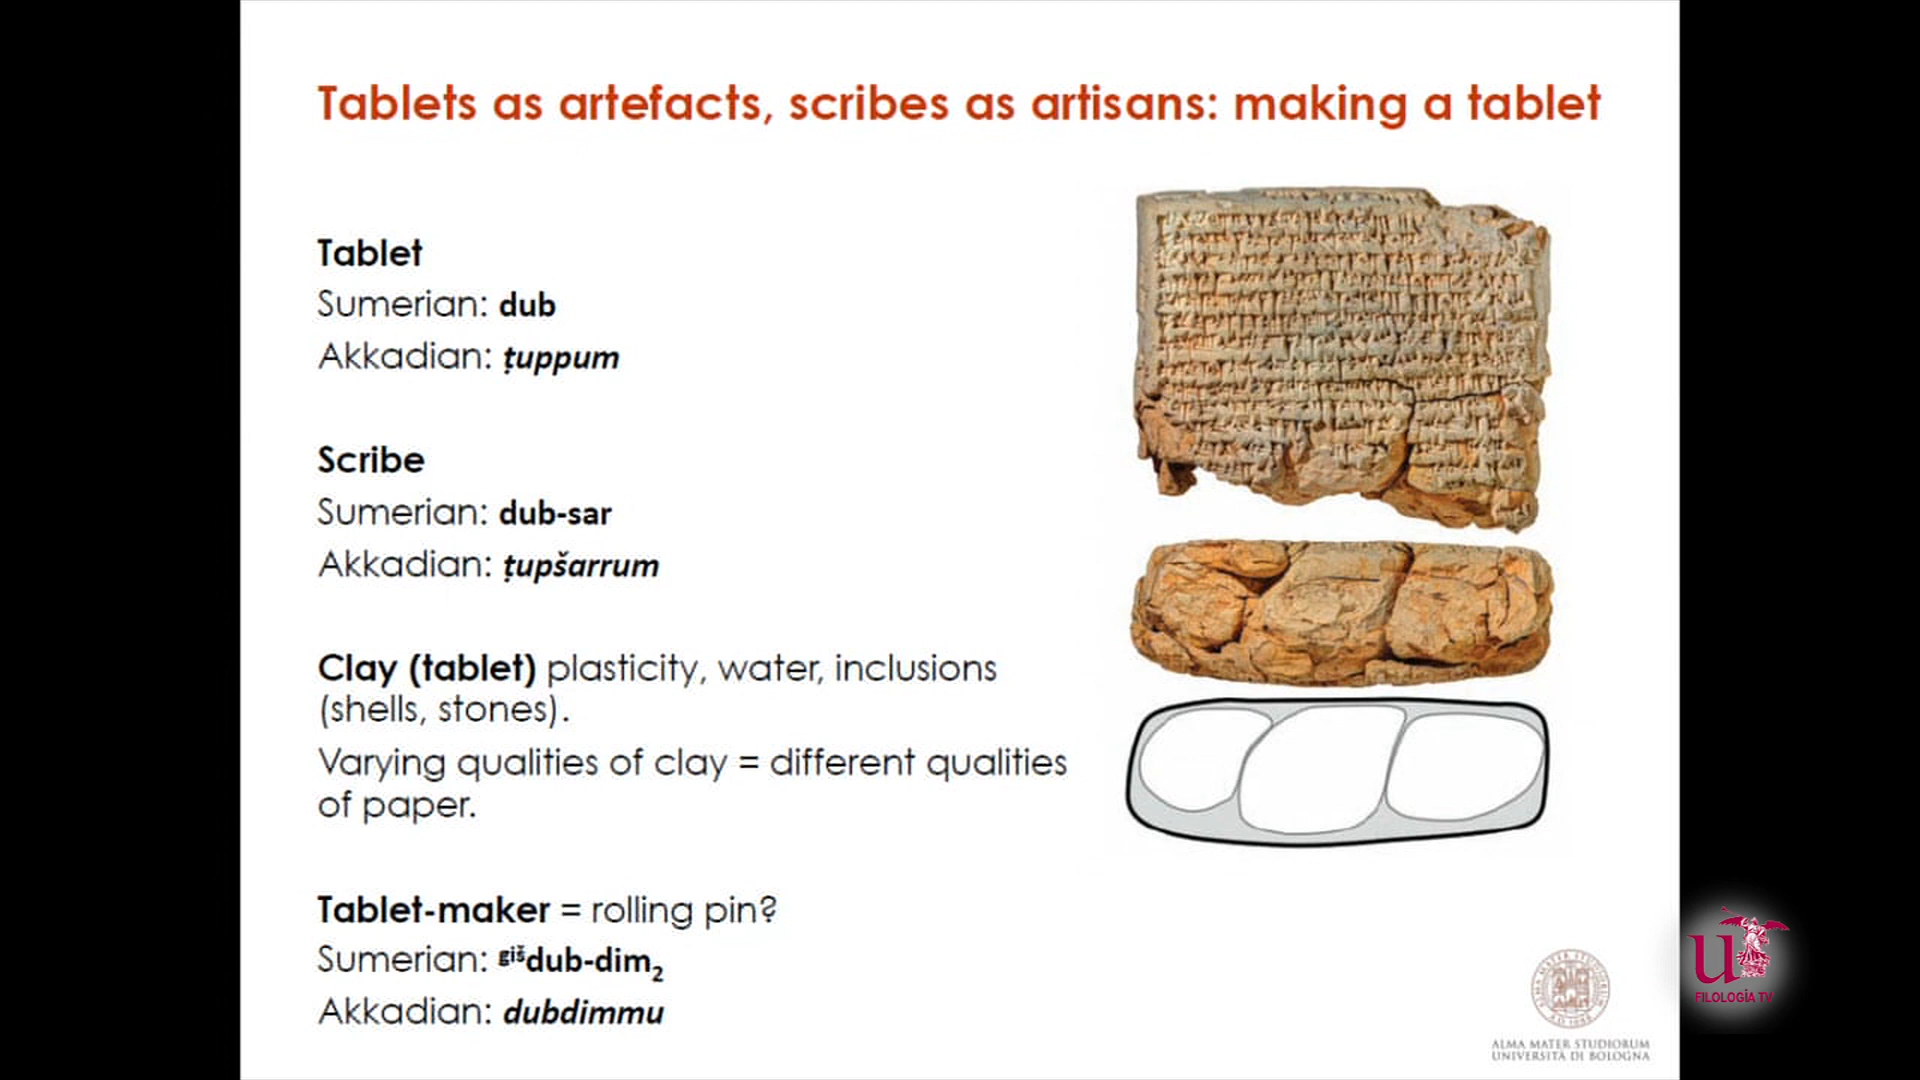 Tablets as artefacts, scribes as artisans: making a tablet
Tablet
Sumerian: dub
Akkadian: ṭuppum
Scribe
Sumerian: dub-sar
Akkadian: ṭupšarrum
Clay (tablet) plasticity, water, inclusions
(shells, stones).
Varying qualities of clay = different qualities
of paper.
Tablet-maker = rolling pin?
Sumerian: ᵍⁱšdub-dim₂
Akkadian: dubdimmu
ALMA MATER STUDIORUM
UNIVERSITÀ DI BOLOGNA
u
FILOLOGÍA TV